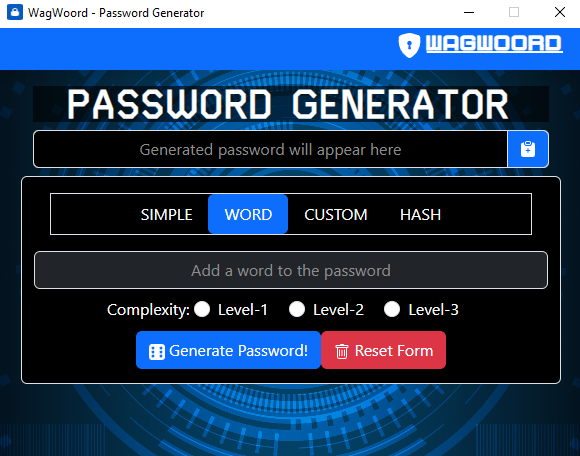 WagWoord - Password Generator
WAGWOORD
PASSWORD GENERATOR
Generated password will appear here
SIMPLE WORD CUSTOM HASH
Add a word to the password
Complexity: Level-1 Level-2 Level-3
Generate Password! Reset Form